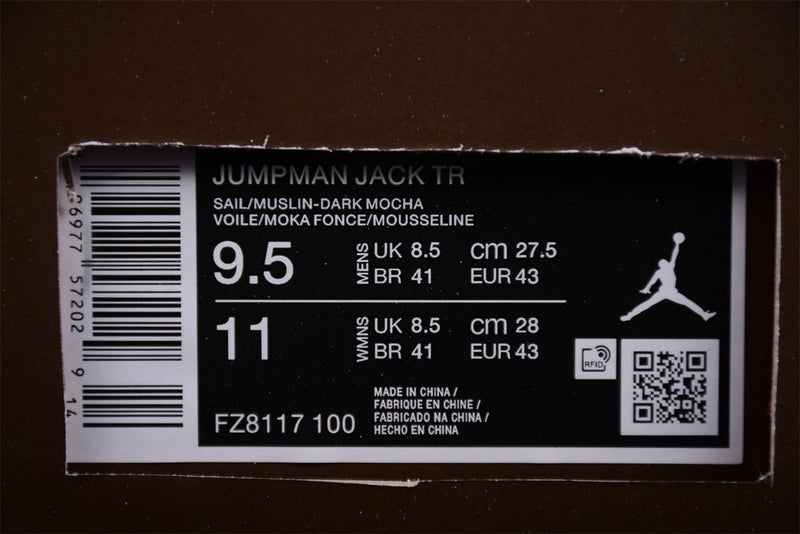 JUMPMAN JACK TR
SAIL/MUSLIN-DARK MOCHA
VOILE/MOKA FONCE/MOUSSELINE
9.5 MENS UK 8.5 cm 27.5
BR 41 EUR 43
11 WMNS UK 8.5 cm 28
BR 41 EUR 43
FZ8117 100
MADE IN CHINA /
FABRIQUE EN CHINE /
FABRICADO NA CHINA /
HECHO EN CHINA
RFID
57202 9 14